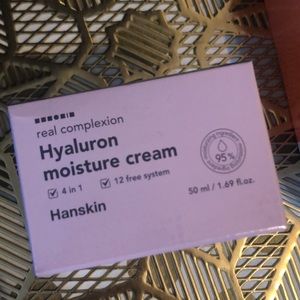 real complexion
Hyaluron
moisture cream
4 in 1 12 free system
95%
Hanskin
50 ml / 1.69 fl.oz.